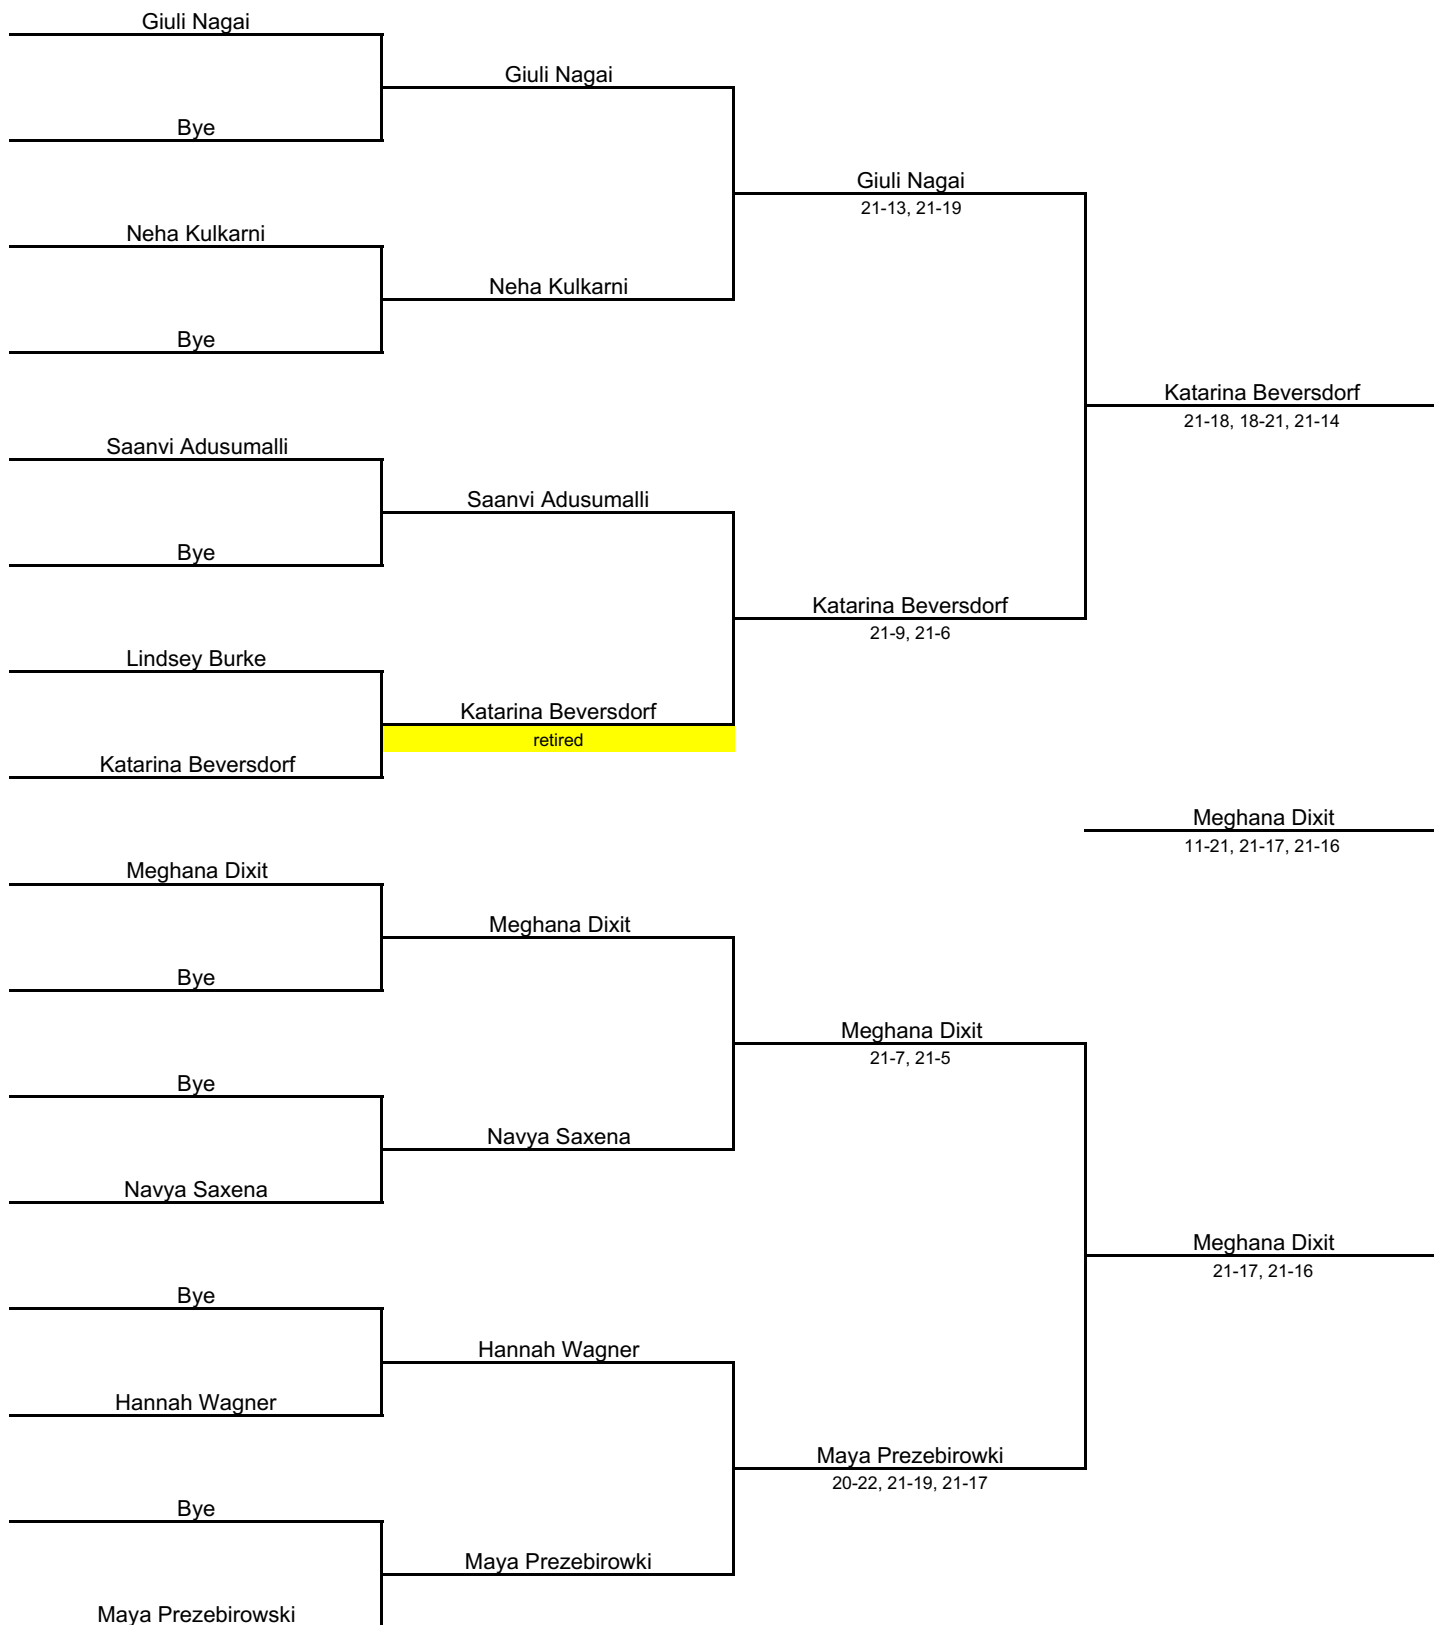 Giuli Nagai
Giuli Nagai
Bye
Giuli Nagai
21-13, 21-19
Neha Kulkarni
Neha Kulkarni
Bye
Katarina Beversdorf
21-18, 18-21, 21-14
Saanvi Adusumalli
Saanvi Adusumalli
Bye
Katarina Beversdorf
21-9, 21-6
Lindsey Burke
Katarina Beversdorf
retired
Katarina Beversdorf
Meghana Dixit
11-21, 21-17, 21-16
Meghana Dixit
Meghana Dixit
Bye
Meghana Dixit
21-7, 21-5
Bye
Navya Saxena
Navya Saxena
Meghana Dixit
21-17, 21-16
Bye
Hannah Wagner
Hannah Wagner
Maya Prezebirowki
20-22, 21-19, 21-17
Bye
Maya Prezebirowki
Maya Prezebirowski